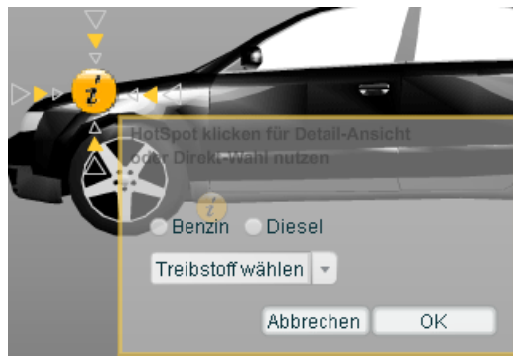 i
HotSpot klicken für Detail-Ansicht
oder Direkt-Wahl nutzen
i
Benzin Diesel
Treibstoff wählen
Abbrechen OK